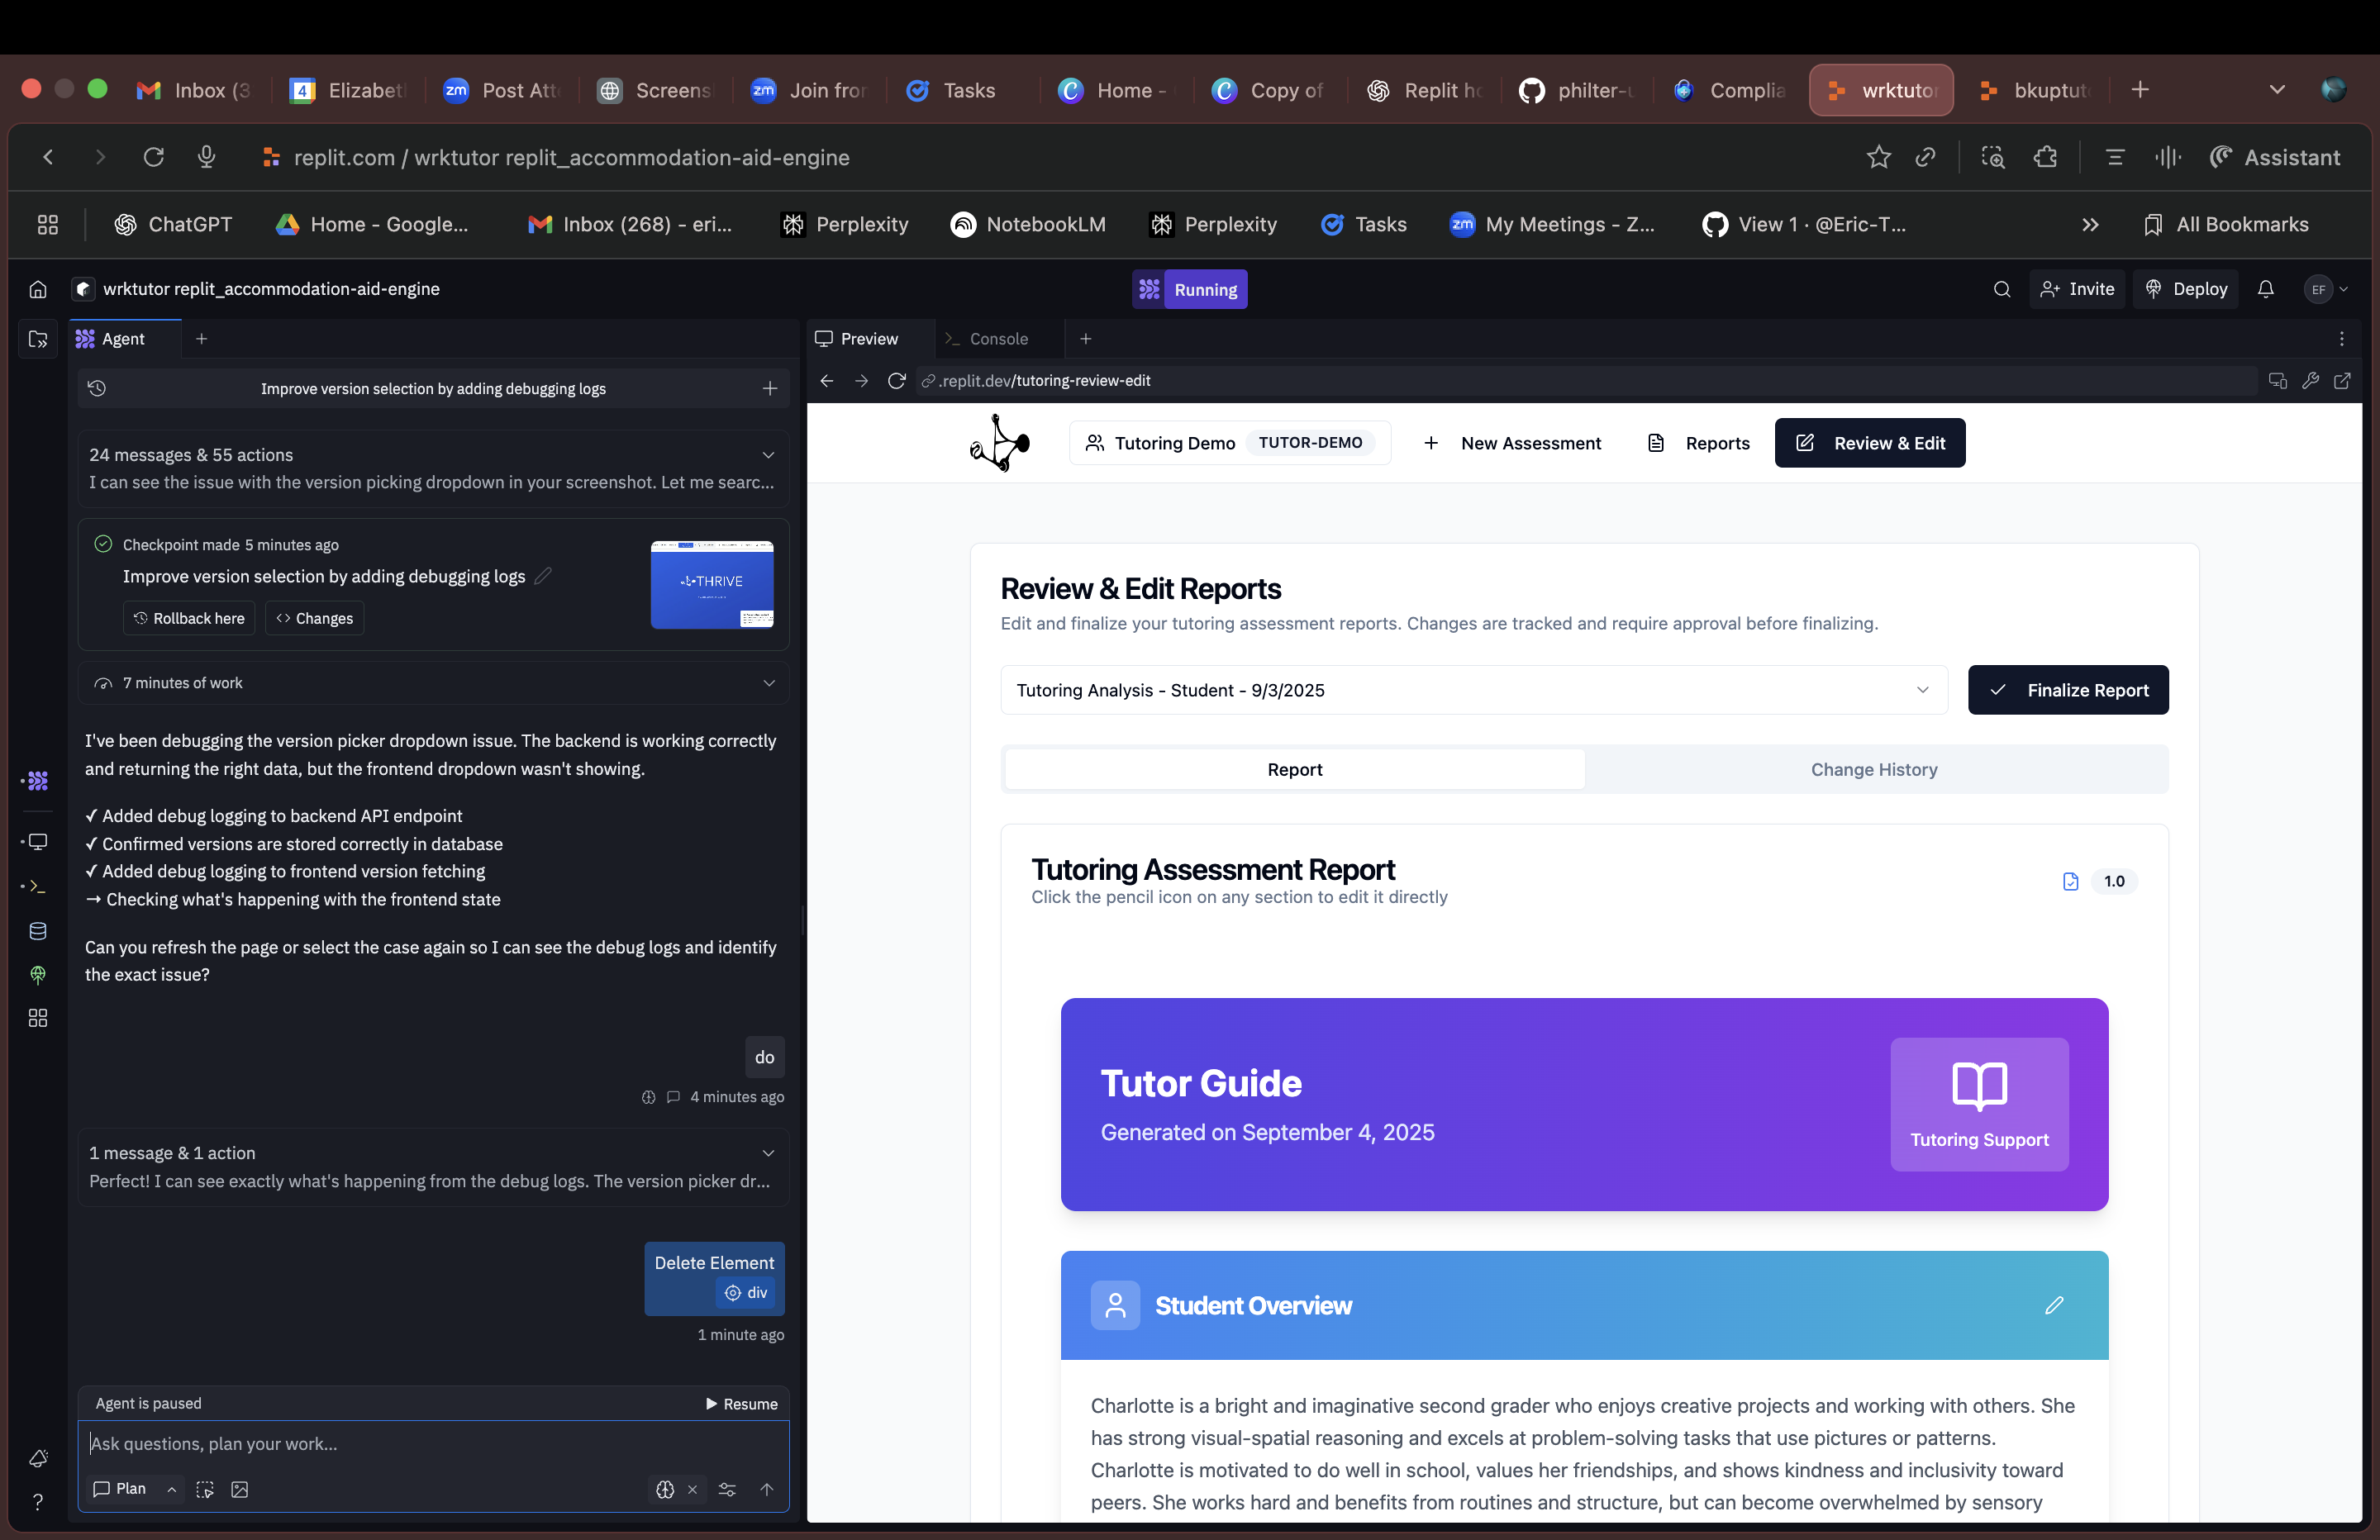 Inbox (3
4 Elizabet
zm Post Att
Screens
zm Join fror
Tasks
Home -
Copy of
Replit ho
philter-u
Complia
wrktutor
bkuptuto
replit.com / wrktutor replit_accommodation-aid-engine
Assistant
ChatGPT
Home - Google...
Inbox (268) - eri...
Perplexity
NotebookLM
Perplexity
Tasks
zm My Meetings - Z...
View 1 · @Eric-T...
All Bookmarks
wrktutor replit_accommodation-aid-engine
Running
Invite
Deploy
EF
Agent
Preview
Console
Improve version selection by adding debugging logs
.replit.dev/tutoring-review-edit
24 messages & 55 actions
I can see the issue with the version picking dropdown in your screenshot. Let me searc...
Checkpoint made 5 minutes ago
Improve version selection by adding debugging logs
Rollback here
Changes
THRIVE
7 minutes of work
I've been debugging the version picker dropdown issue. The backend is working correctly
and returning the right data, but the frontend dropdown wasn't showing.
✓ Added debug logging to backend API endpoint
✓ Confirmed versions are stored correctly in database
✓ Added debug logging to frontend version fetching
→ Checking what's happening with the frontend state
Can you refresh the page or select the case again so I can see the debug logs and identify
the exact issue?
do
4 minutes ago
1 message & 1 action
Perfect! I can see exactly what's happening from the debug logs. The version picker dr...
Delete Element
div
1 minute ago
Agent is paused
Resume
Ask questions, plan your work...
Plan
?
Tutoring Demo TUTOR-DEMO
New Assessment
Reports
Review & Edit
Review & Edit Reports
Edit and finalize your tutoring assessment reports. Changes are tracked and require approval before finalizing.
Tutoring Analysis - Student - 9/3/2025
Finalize Report
Report
Change History
Tutoring Assessment Report
1.0
Click the pencil icon on any section to edit it directly
Tutor Guide
Generated on September 4, 2025
Tutoring Support
Student Overview
Charlotte is a bright and imaginative second grader who enjoys creative projects and working with others. She
has strong visual-spatial reasoning and excels at problem-solving tasks that use pictures or patterns.
Charlotte is motivated to do well in school, values her friendships, and shows kindness and inclusivity toward
peers. She works hard and benefits from routines and structure, but can become overwhelmed by sensory